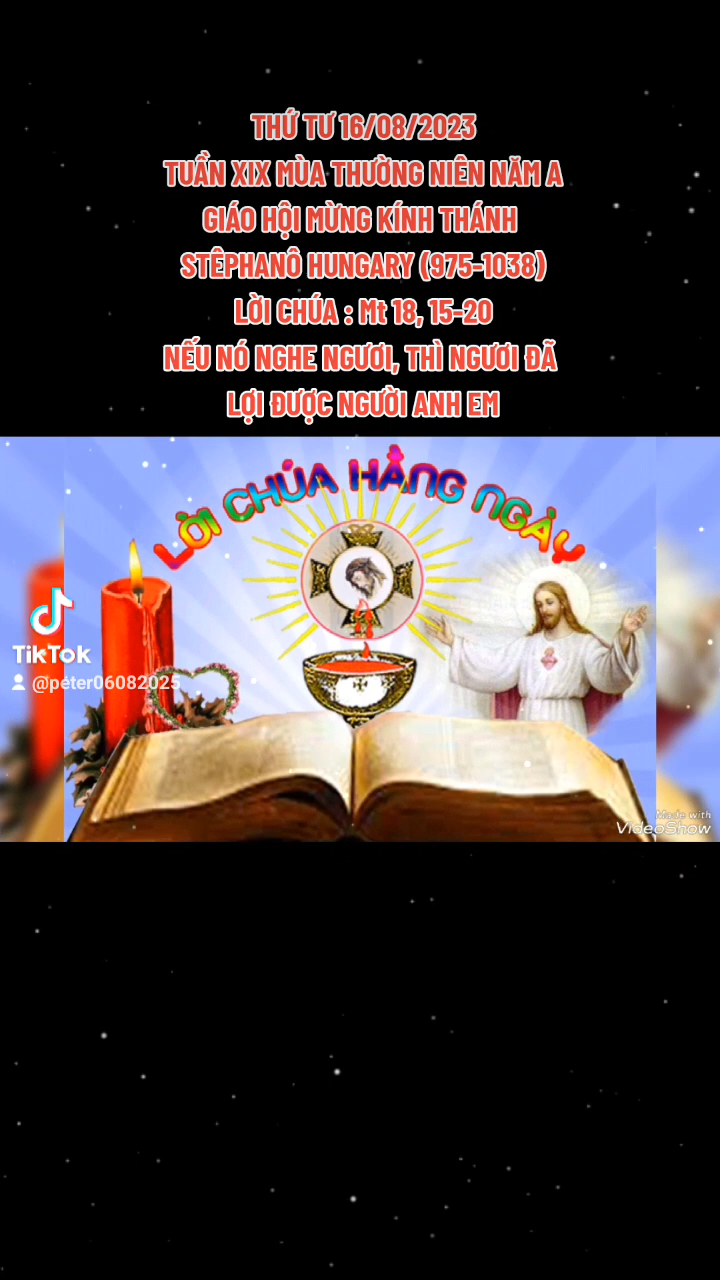 THỨ TƯ 16/08/2023
TUẦN XIX MÙA THƯỜNG NIÊN NĂM A
GIÁO HỘI MỪNG KÍNH THÁNH
STÊPHANÔ HUNGARY (975-1038)
LỜI CHÚA : Mt 18, 15-20
NẾU NÓ NGHE NGƯƠI, THÌ NGƯƠI ĐÃ
LỢI ĐƯỢC NGƯỜI ANH EM
LỜI CHÚA HẰNG NGÀY
TikTok
@peter06082025
Made with
VideoShow